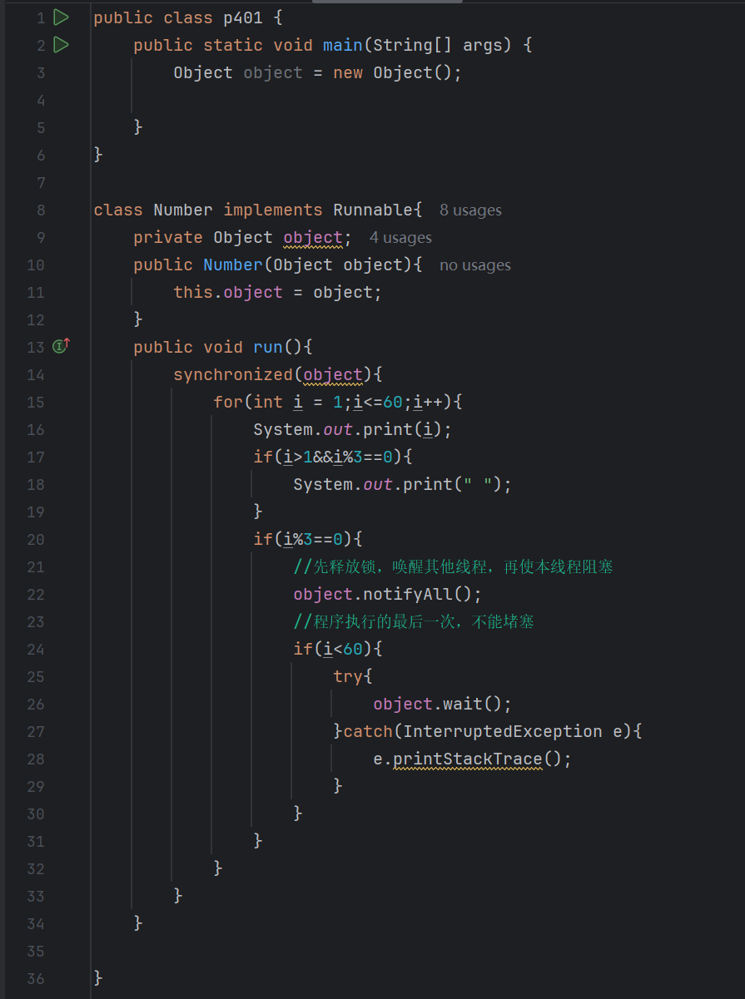 1 public class p401 {
2 public static void main(String[] args) {
3 Object object = new Object();
4
5 }
6 }
7
8 class Number implements Runnable{ 8 usages
9 private Object object; 4 usages
10 public Number(Object object){ no usages
11 this.object = object;
12 }
13 public void run(){
14 synchronized(object){
15 for(int i = 1;i<=60;i++){
16 System.out.print(i);
17 if(i>1&&i%3==0){
18 System.out.print(" ");
19 }
20 if(i%3==0){
21 //先释放锁，唤醒其他线程，再使本线程阻塞
22 object.notifyAll();
23 //程序执行的最后一次，不能堵塞
24 if(i<60){
25 try{
26 object.wait();
27 }catch(InterruptedException e){
28 e.printStackTrace();
29 }
30 }
31 }
32 }
33 }
34 }
35
36 }